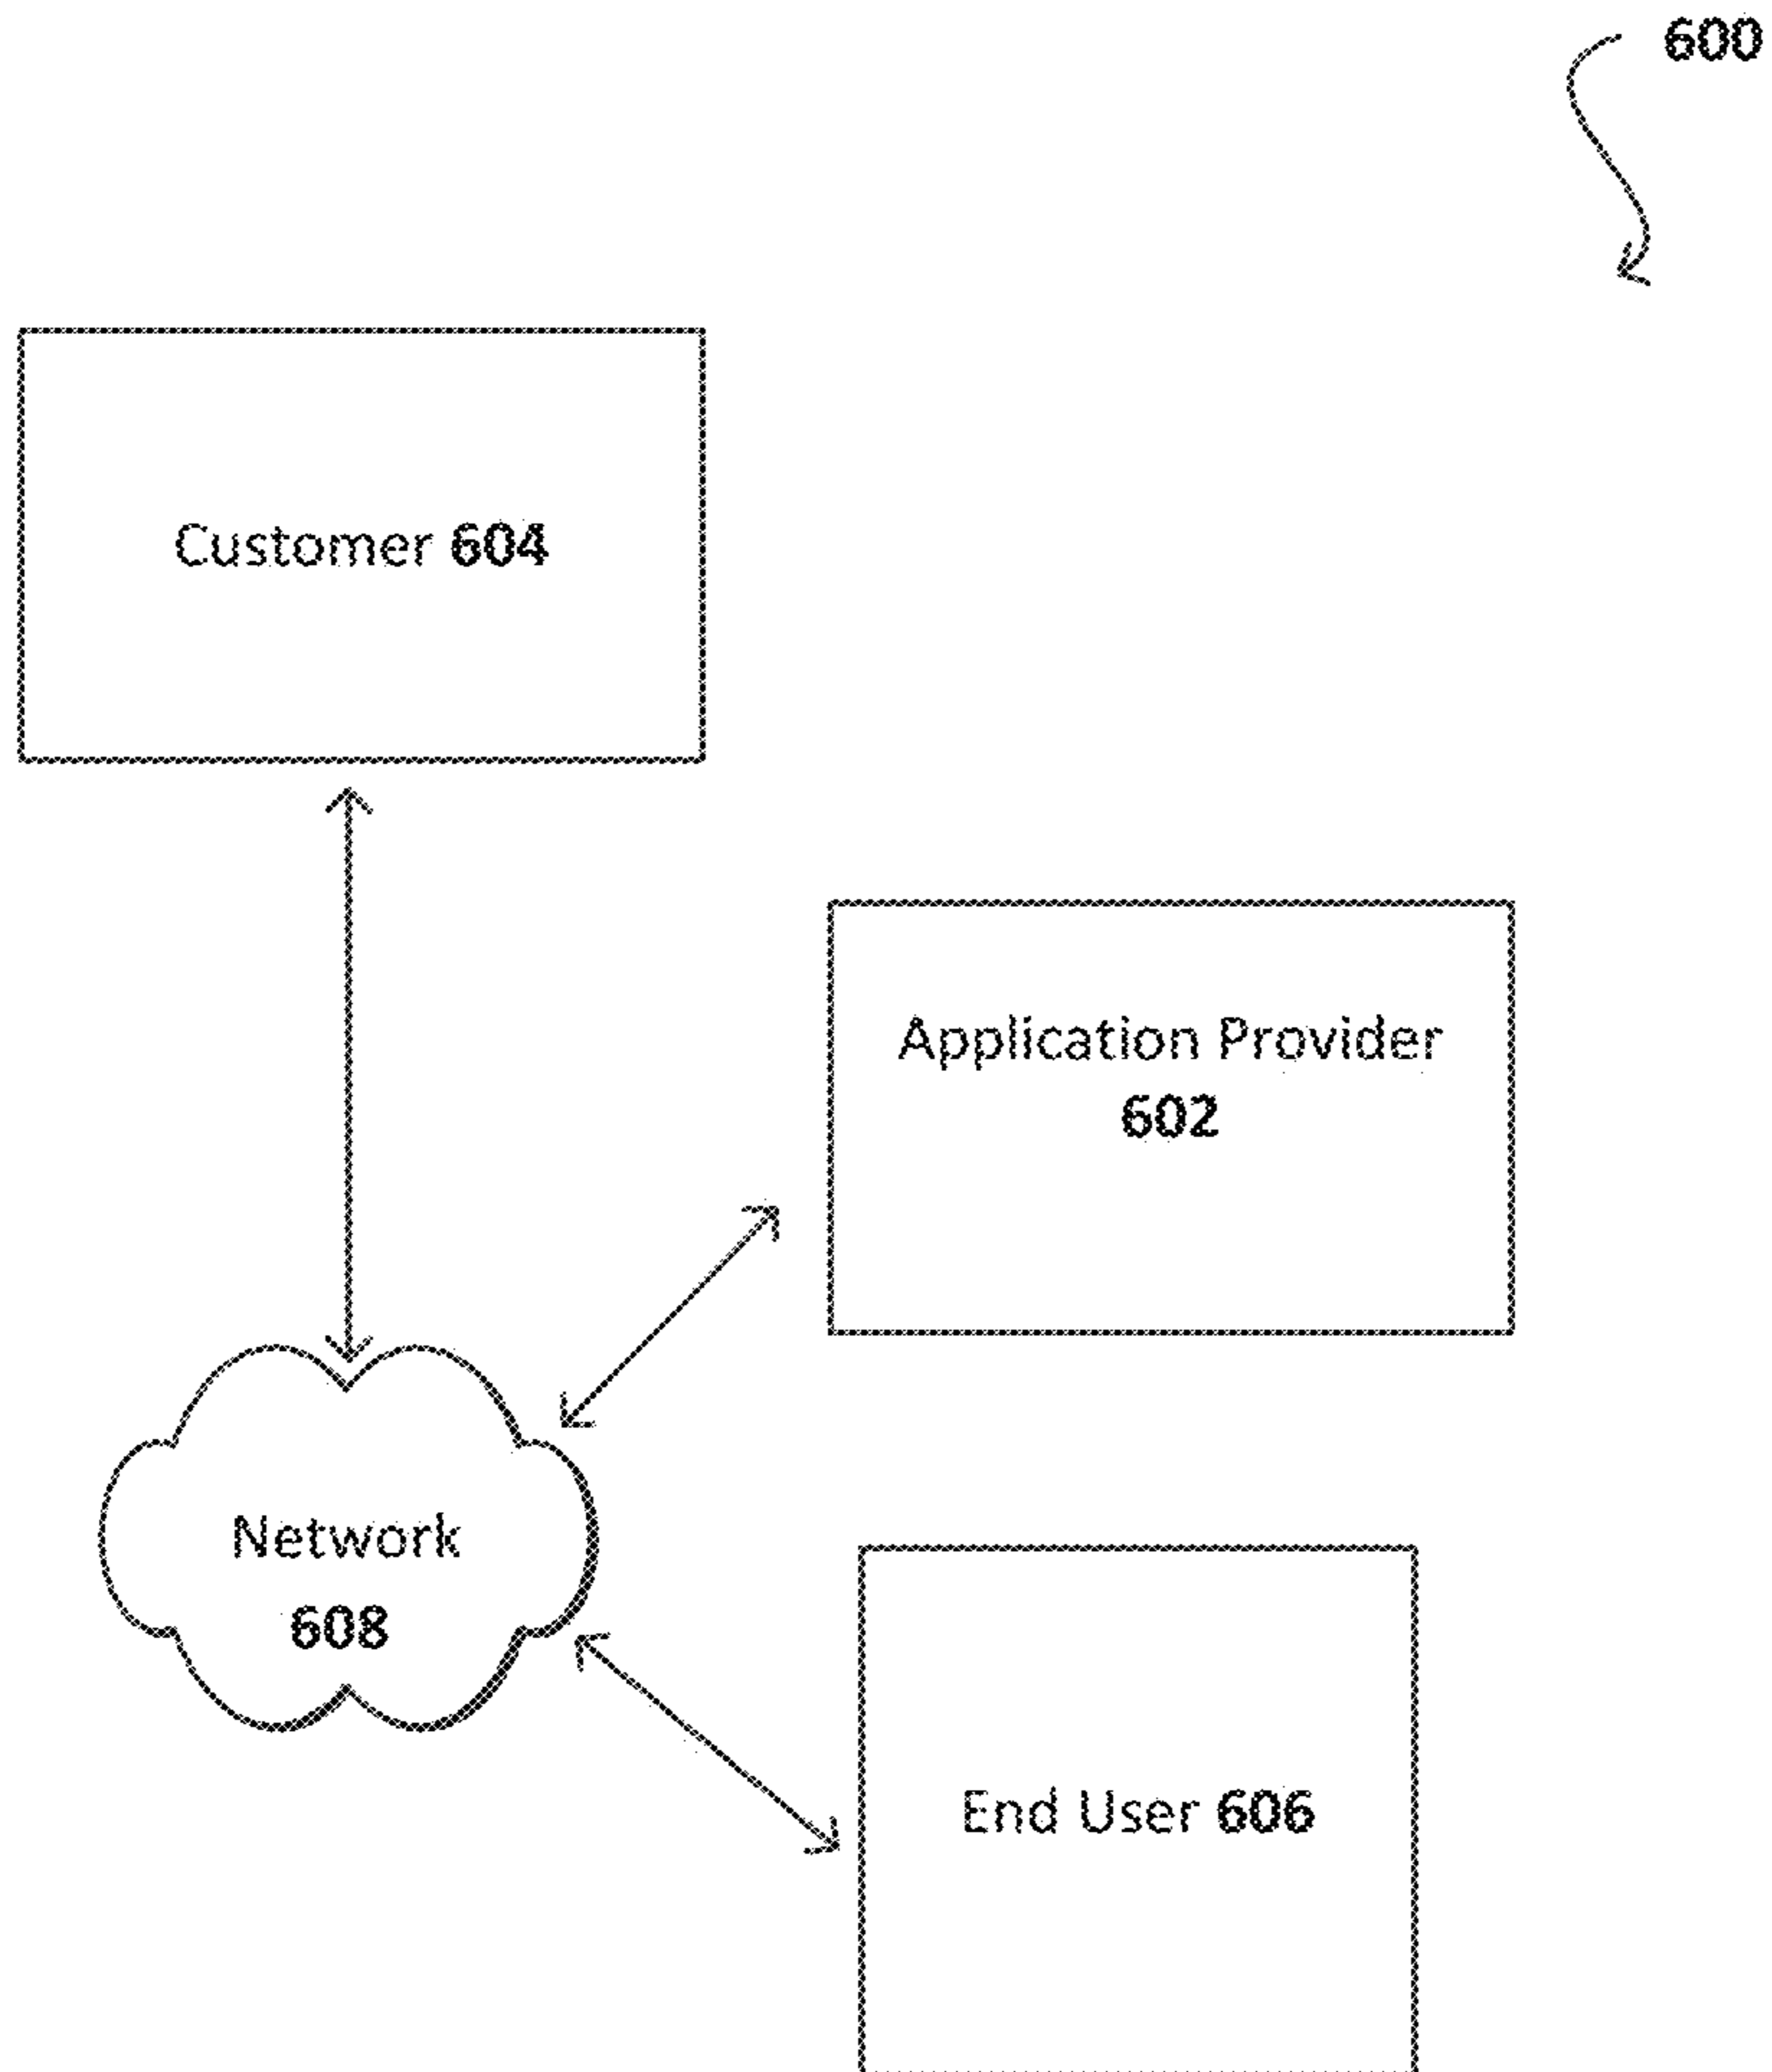 600
Customer 604
Application Provider
602
Network
608
End User 606